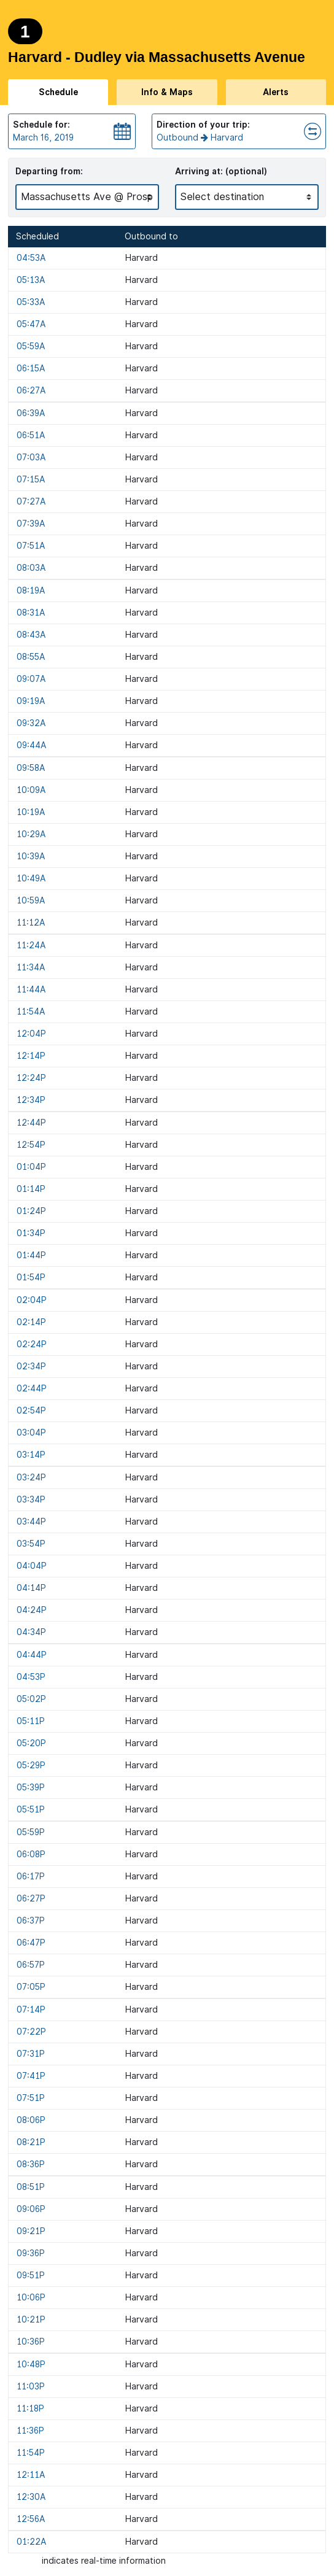 1
Harvard - Dudley via Massachusetts Avenue
Schedule Info & Maps Alerts
Schedule for:
March 16, 2019
Direction of your trip:
Outbound → Harvard
Departing from: Arriving at: (optional)
Massachusetts Ave @ Prosp Select destination
Scheduled Outbound to
04:53A Harvard
05:13A Harvard
05:33A Harvard
05:47A Harvard
05:59A Harvard
06:15A Harvard
06:27A Harvard
06:39A Harvard
06:51A Harvard
07:03A Harvard
07:15A Harvard
07:27A Harvard
07:39A Harvard
07:51A Harvard
08:03A Harvard
08:19A Harvard
08:31A Harvard
08:43A Harvard
08:55A Harvard
09:07A Harvard
09:19A Harvard
09:32A Harvard
09:44A Harvard
09:58A Harvard
10:09A Harvard
10:19A Harvard
10:29A Harvard
10:39A Harvard
10:49A Harvard
10:59A Harvard
11:12A Harvard
11:24A Harvard
11:34A Harvard
11:44A Harvard
11:54A Harvard
12:04P Harvard
12:14P Harvard
12:24P Harvard
12:34P Harvard
12:44P Harvard
12:54P Harvard
01:04P Harvard
01:14P Harvard
01:24P Harvard
01:34P Harvard
01:44P Harvard
01:54P Harvard
02:04P Harvard
02:14P Harvard
02:24P Harvard
02:34P Harvard
02:44P Harvard
02:54P Harvard
03:04P Harvard
03:14P Harvard
03:24P Harvard
03:34P Harvard
03:44P Harvard
03:54P Harvard
04:04P Harvard
04:14P Harvard
04:24P Harvard
04:34P Harvard
04:44P Harvard
04:53P Harvard
05:02P Harvard
05:11P Harvard
05:20P Harvard
05:29P Harvard
05:39P Harvard
05:51P Harvard
05:59P Harvard
06:08P Harvard
06:17P Harvard
06:27P Harvard
06:37P Harvard
06:47P Harvard
06:57P Harvard
07:05P Harvard
07:14P Harvard
07:22P Harvard
07:31P Harvard
07:41P Harvard
07:51P Harvard
08:06P Harvard
08:21P Harvard
08:36P Harvard
08:51P Harvard
09:06P Harvard
09:21P Harvard
09:36P Harvard
09:51P Harvard
10:06P Harvard
10:21P Harvard
10:36P Harvard
10:48P Harvard
11:03P Harvard
11:18P Harvard
11:36P Harvard
11:54P Harvard
12:11A Harvard
12:30A Harvard
12:56A Harvard
01:22A Harvard
indicates real-time information